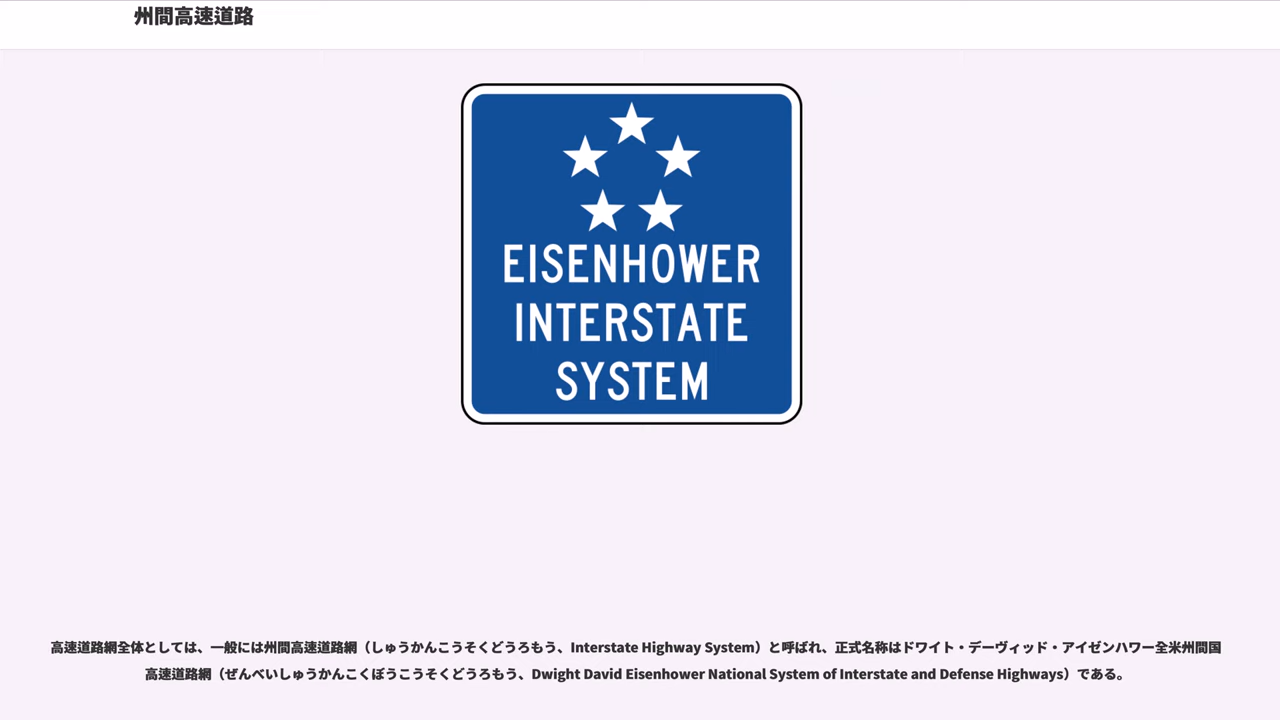 州間高速道路
EISENHOWER
INTERSTATE
SYSTEM
高速道路網全体としては、一般には州間高速道路網（しゅうかんこうそくどうろもう、Interstate Highway System）と呼ばれ、正式名称はドワイト・デーヴィッド・アイゼンハワー全米州間国
高速道路網（ぜんべいしゅうかんこくぼうこうそくどうろもう、Dwight David Eisenhower National System of Interstate and Defense Highways）である。